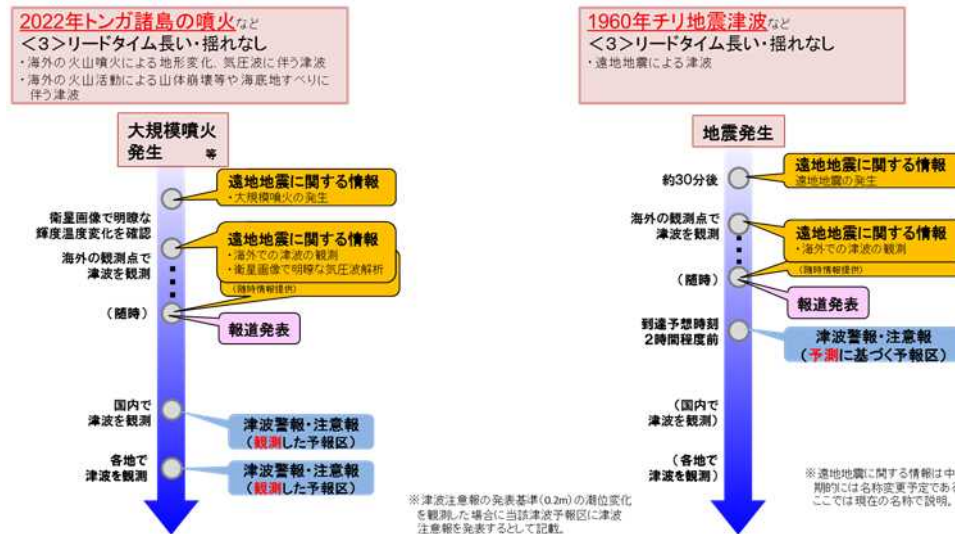 2022年トンガ諸島の噴火など
<3>リードタイム長い・揺れなし
・海外の火山噴火による地形変化、気圧波に伴う津波
・海外の火山活動による山体崩壊等や海底地すべりに
伴う津波
大規模噴火
発生 等
遠地地震に関する情報
・大規模噴火の発生
衛星画像で明瞭な
輝度温度変化を確認
遠地地震に関する情報
・海外での津波の観測
・衛星画像で明瞭な気圧波解析
(随時情報提供)
海外の観測点で
津波を観測
(随時)
報道発表
国内で
津波を観測
津波警報・注意報
(観測した予報区)
各地で
津波を観測
津波警報・注意報
(観測した予報区)
※津波注意報の発表基準(0.2m)の潮位変化
を観測した場合に当該津波予報区に津波
注意報を発表するとして記載。
1960年チリ地震津波など
<3>リードタイム長い・揺れなし
・遠地地震による津波
地震発生
約30分後
遠地地震に関する情報
遠地地震の発生
海外の観測点で
津波を観測
遠地地震に関する情報
・海外での津波の観測
(随時情報提供)
(随時)
報道発表
到達予想時刻
2時間程度前
津波警報・注意報
(予測に基づく予報区)
(国内で
津波を観測)
(各地で
津波を観測)
※遠地地震に関する情報は中
期的には名称変更予定である
ここでは現在の名称で説明。